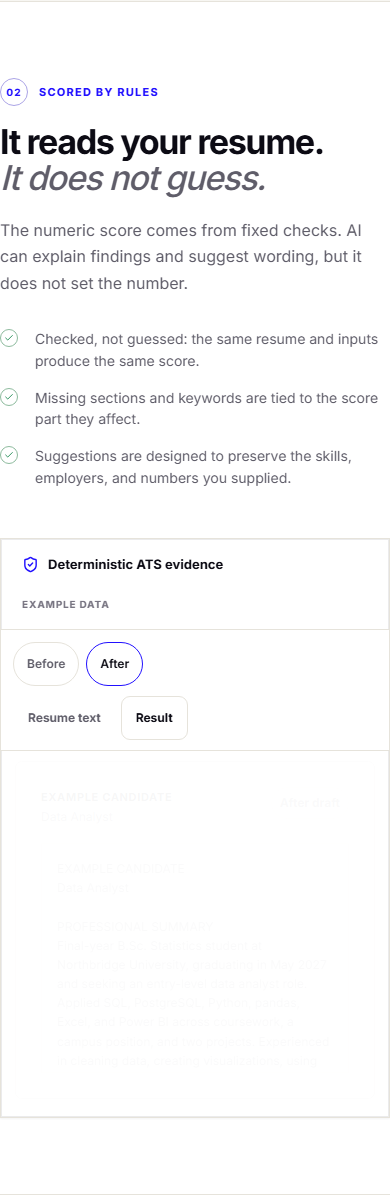 02 SCORED BY RULES
It reads your resume.
It does not guess.
The numeric score comes from fixed checks. AI
can explain findings and suggest wording, but it
does not set the number.
Checked, not guessed: the same resume and inputs
produce the same score.
Missing sections and keywords are tied to the score
part they affect.
Suggestions are designed to preserve the skills,
employers, and numbers you supplied.
Deterministic ATS evidence
EXAMPLE DATA
Before After
Resume text Result
EXAMPLE CANDIDATE After draft
Data Analyst
EXAMPLE CANDIDATE
Data Analyst
PROFESSIONAL SUMMARY